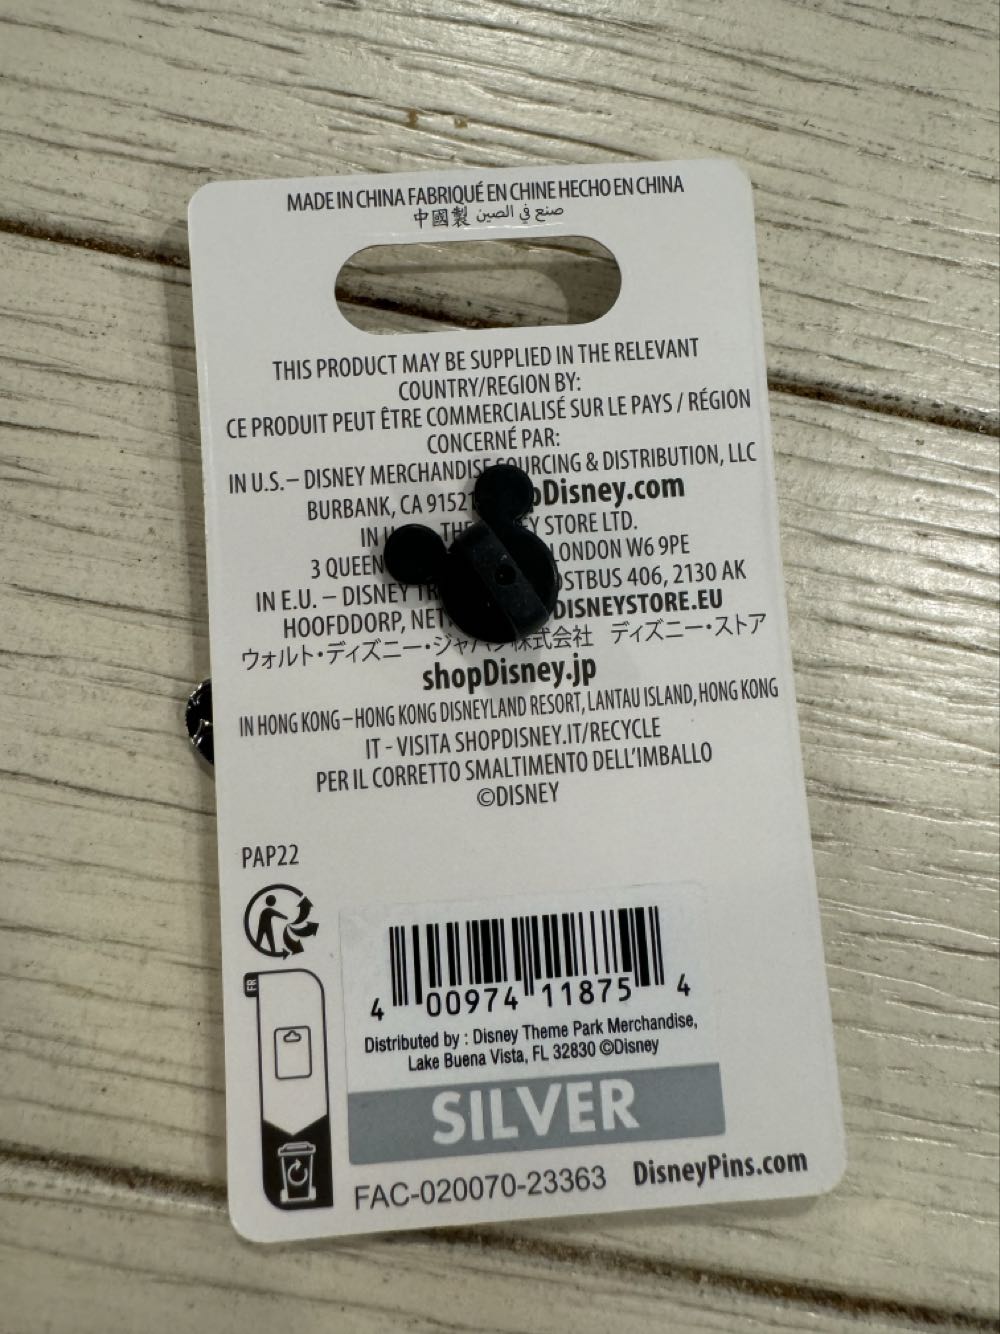 MADE IN CHINA FABRIQUÉ EN CHINE HECHO EN CHINA
中國製 صنع في الصين
THIS PRODUCT MAY BE SUPPLIED IN THE RELEVANT
COUNTRY/REGION BY:
CE PRODUIT PEUT ÊTRE COMMERCIALISÉ SUR LE PAYS / RÉGION
CONCERNÉ PAR:
IN U.S. – DISNEY MERCHANDISE SOURCING & DISTRIBUTION, LLC
BURBANK, CA 91521 Disney.com
IN STORE LTD.
3 QUEEN LONDON W6 9PE
IN E.U. – DISNEY 406, 2130 AK
HOOFDDORP, DISNEYSTORE.EU
ウォルト・ディズニー・ジャパン株式会社 ディズニー・ストア
shopDisney.jp
IN HONG KONG – HONG KONG DISNEYLAND RESORT, LANTAU ISLAND, HONG KONG
IT - VISITA SHOPDISNEY.IT/RECYCLE
PER IL CORRETTO SMALTIMENTO DELL'IMBALLO
©DISNEY
PAP22
FR
4 00974 11875 4
Distributed by : Disney Theme Park Merchandise,
Lake Buena Vista, FL 32830 ©Disney
SILVER
FAC-020070-23363 DisneyPins.com